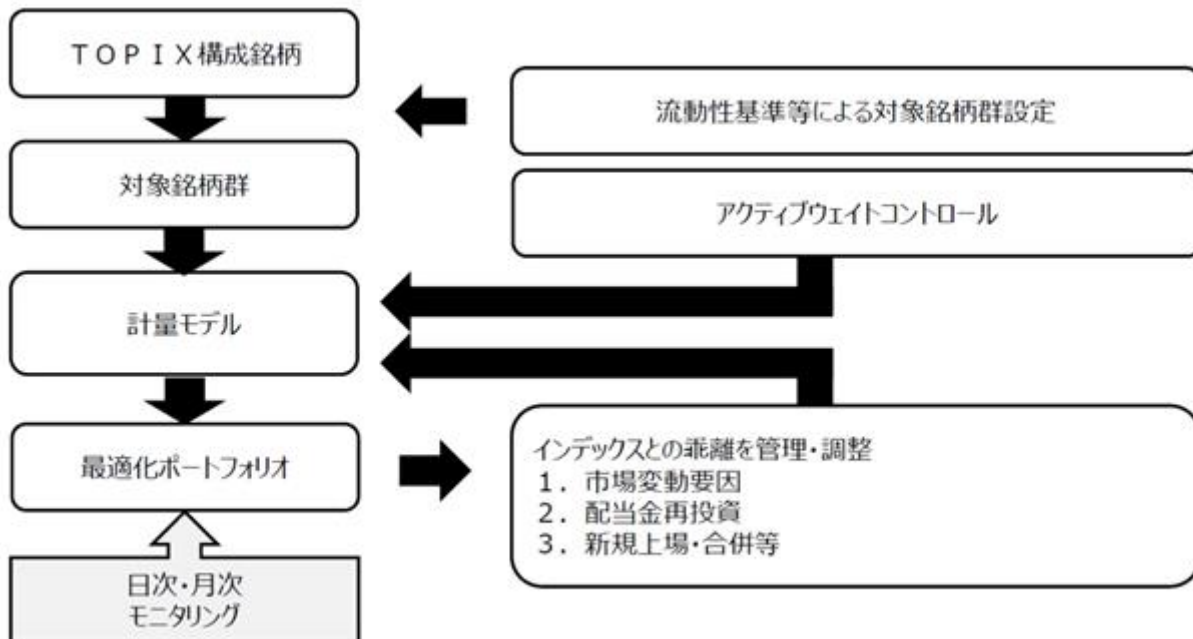 ＴＯＰＩＸ構成銘柄
流動性基準等による対象銘柄群設定
対象銘柄群
アクティブウェイトコントロール
計量モデル
最適化ポートフォリオ
インデックスとの乖離を管理・調整
１．市場変動要因
２．配当金再投資
３．新規上場・合併等
日次・月次
モニタリング